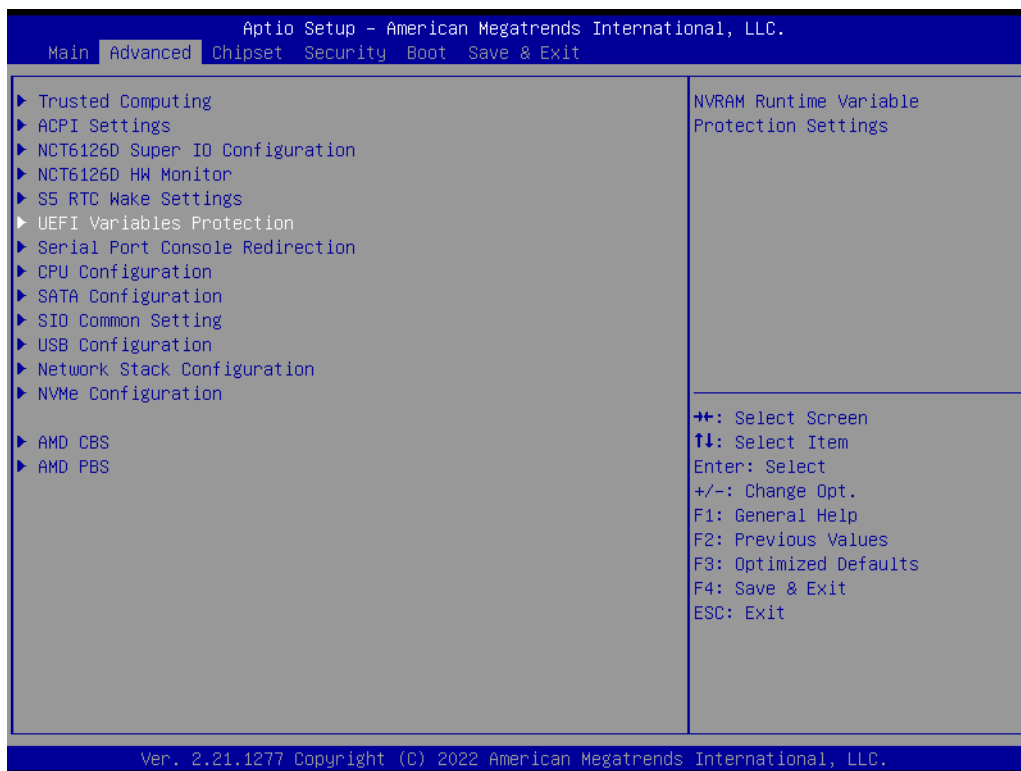 Aptio Setup – American Megatrends International, LLC.
Main Advanced Chipset Security Boot Save & Exit
▶ Trusted Computing
▶ ACPI Settings
▶ NCT6126D Super IO Configuration
▶ NCT6126D HW Monitor
▶ S5 RTC Wake Settings
▶ UEFI Variables Protection
▶ Serial Port Console Redirection
▶ CPU Configuration
▶ SATA Configuration
▶ SIO Common Setting
▶ USB Configuration
▶ Network Stack Configuration
▶ NVMe Configuration
▶ AMD CBS
▶ AMD PBS
NVRAM Runtime Variable
Protection Settings
→←: Select Screen
↑↓: Select Item
Enter: Select
+/-: Change Opt.
F1: General Help
F2: Previous Values
F3: Optimized Defaults
F4: Save & Exit
ESC: Exit
Ver. 2.21.1277 Copyright (C) 2022 American Megatrends International, LLC.